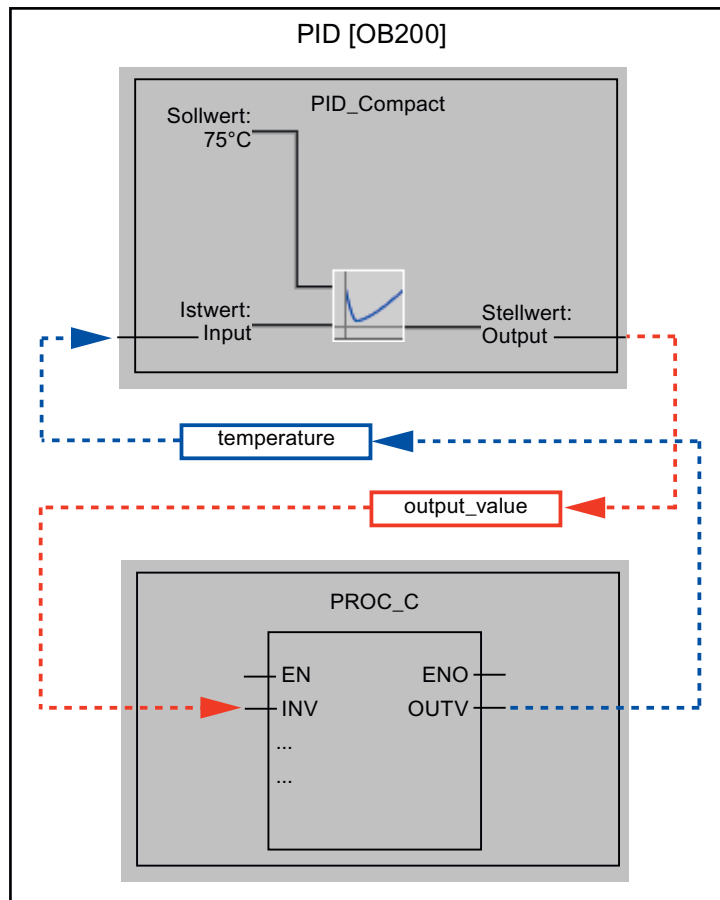 PID [OB200]
PID_Compact
Sollwert:
75°C
Istwert:
Input
Stellwert:
Output
temperature
output_value
PROC_C
EN
ENO
INV
OUTV
...
...